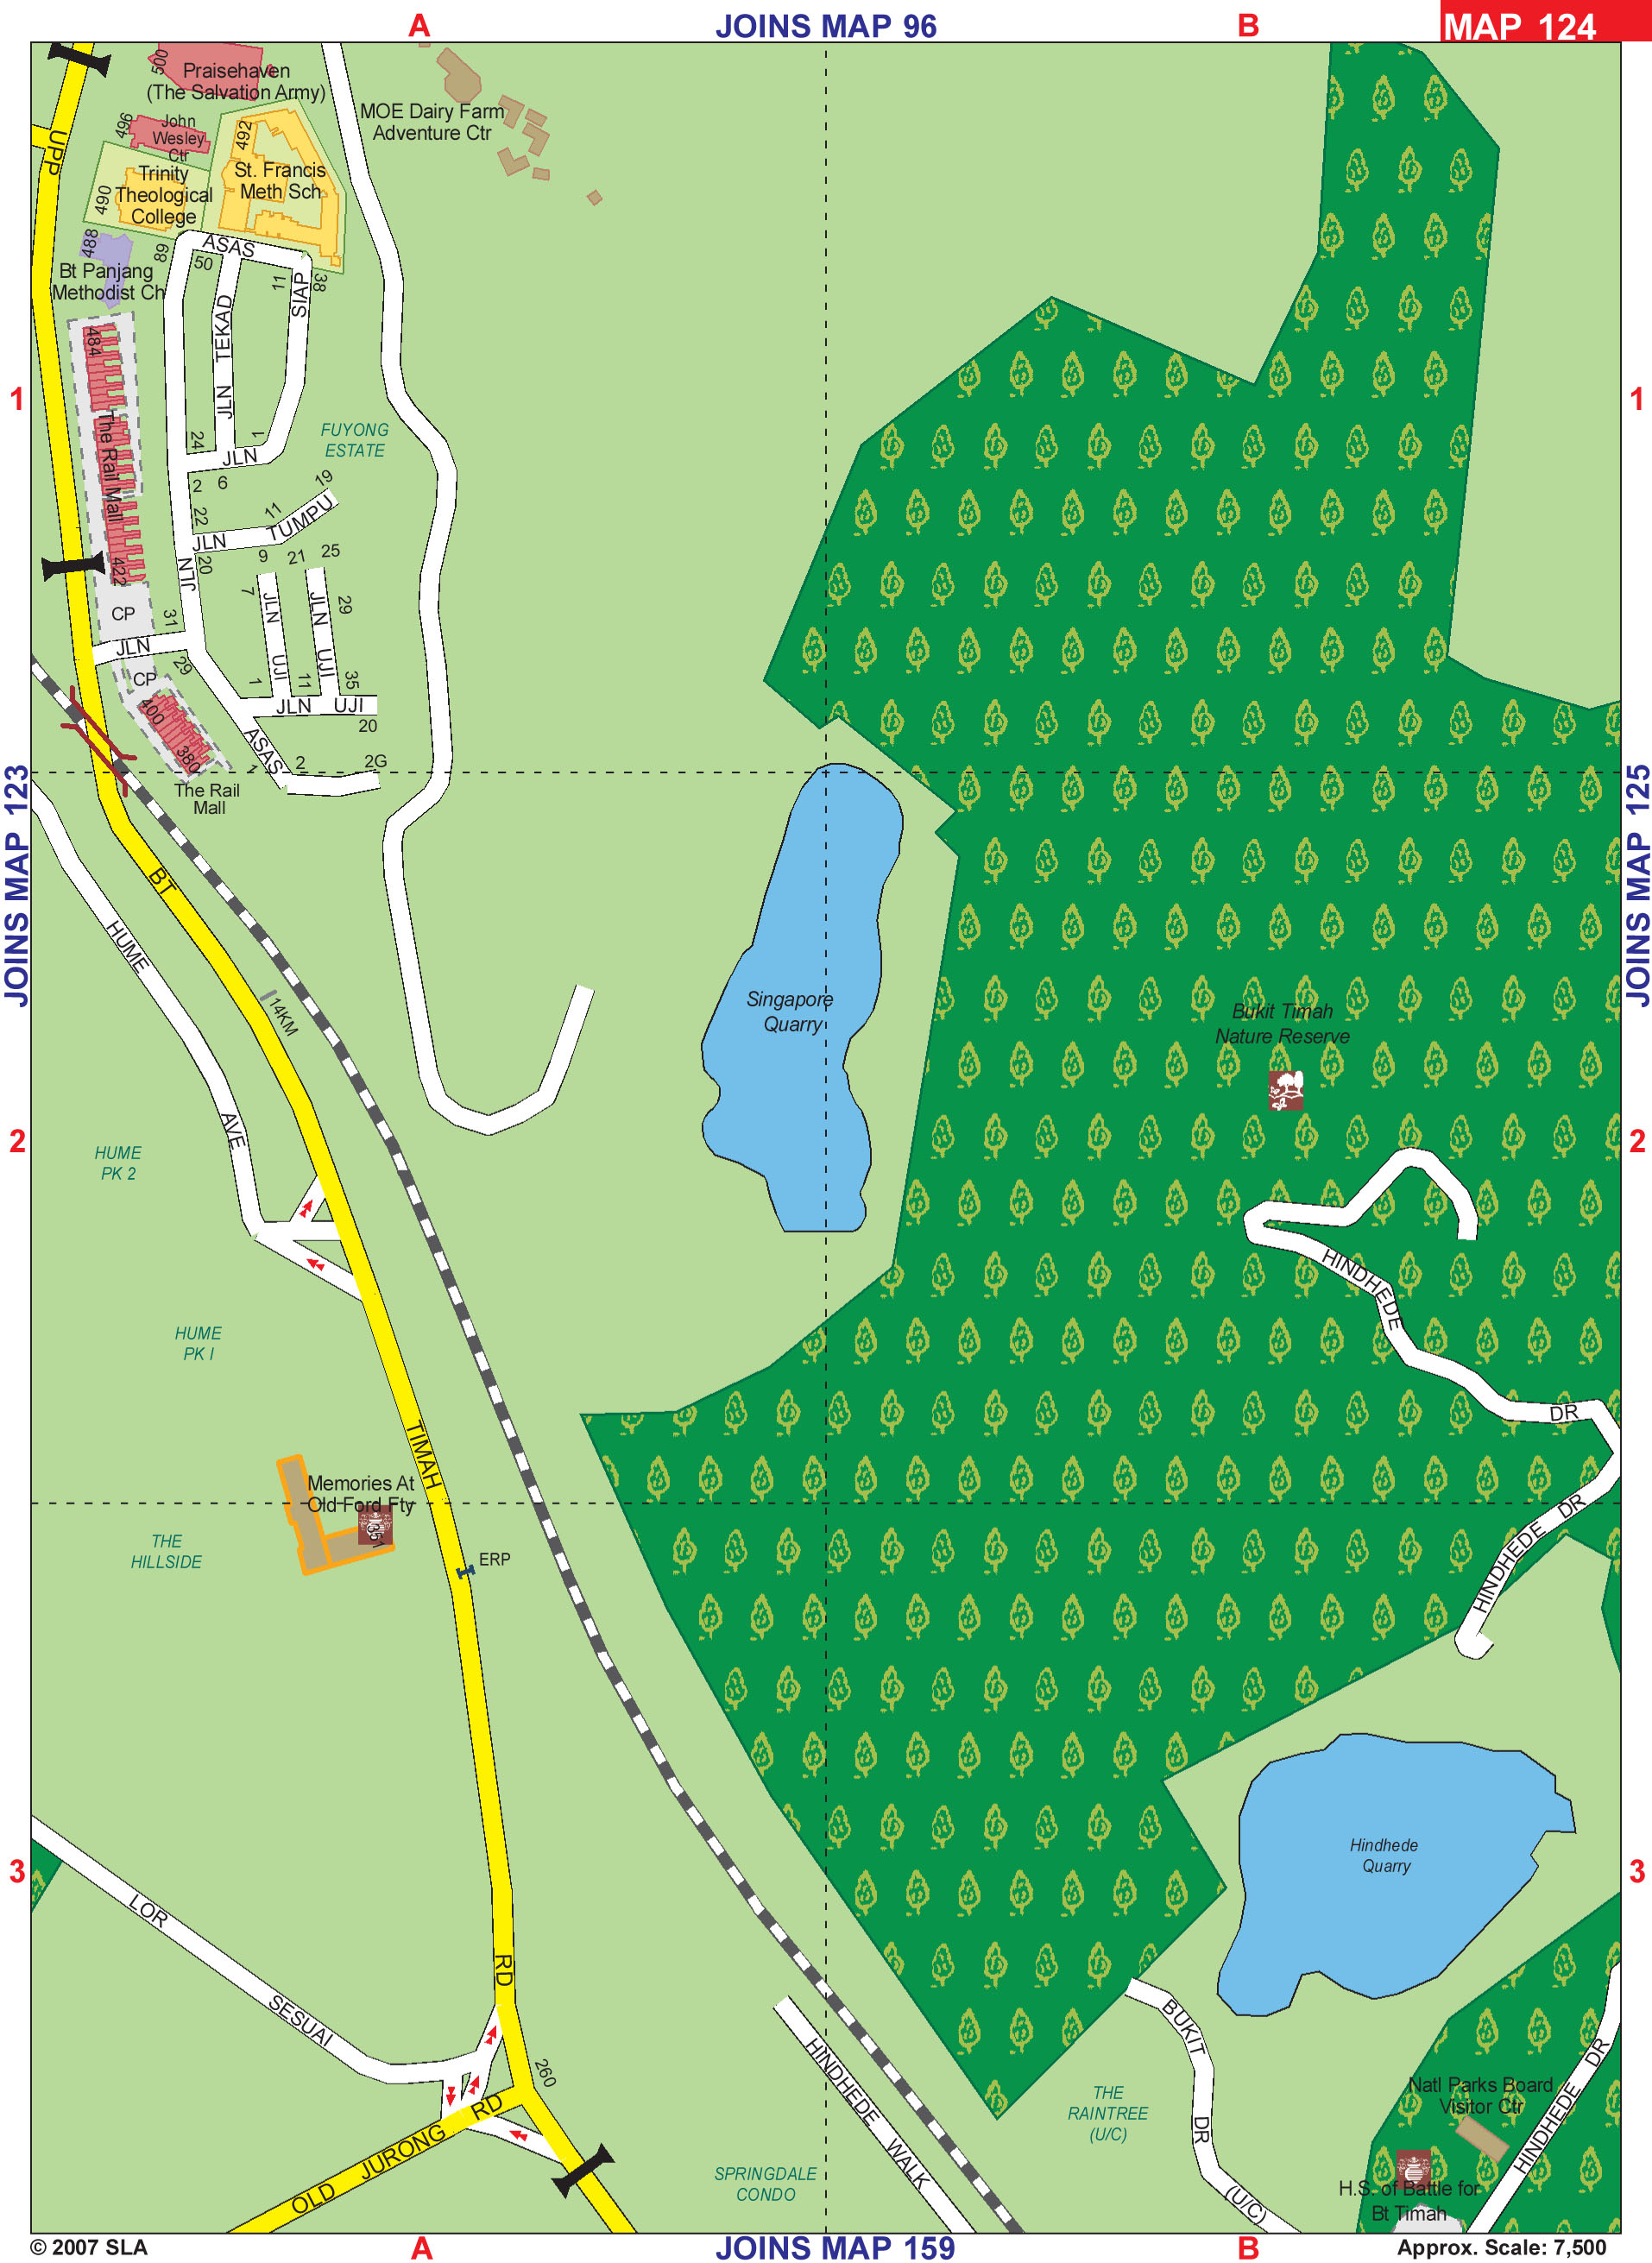 A
JOINS MAP 96
B
MAP 124
500
Praisehaven
(The Salvation Army)
MOE Dairy Farm
Adventure Ctr
496
John
Wesley
Ctr
492
UPP
St. Francis
Meth Sch
Trinity
Theological
College
490
488
89
ASAS
50
11
SIAP
38
Bt Panjang
Methodist Ch
484
JLN TEKAD
1
1
The Rail Mall
FUYONG
ESTATE
24
1
JLN
2
6
19
22
11
JLN
TUMPU
20
9
21
25
422
JLN
7
JLN UJI
JLN UJI
29
CP
31
JLN
29
CP
1
11
35
400
JLN UJI
20
380
ASAS
1
2
2G
The Rail
Mall
JOINS MAP 123
JOINS MAP 125
BT
HUME
14KM
Singapore
Quarry
Bukit Timah
Nature Reserve
AVE
2
2
HUME
PK 2
HINDHEDE
HUME
PK I
DR
TIMAH
Memories At
Old Ford Fty
351
HINDHEDE DR
THE
HILLSIDE
ERP
Hindhede
Quarry
3
3
LOR
RD
SESUAI
260
BUKIT
HINDHEDE WALK
DR
THE
RAINTREE
(U/C)
DR
Natl Parks Board
Visitor Ctr
HINDHEDE
OLD JURONG RD
SPRINGDALE
CONDO
(U/C)
H.S. of Battle for
Bt Timah
© 2007 SLA
A
JOINS MAP 159
B
Approx. Scale: 7,500